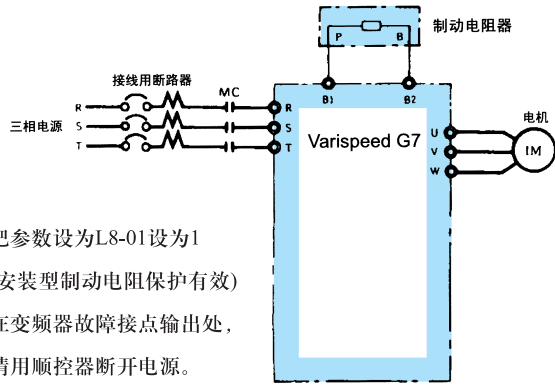 制动电阻器
P B
接线用断路器
MC
B1 B2
R R
三相电源 S S
T T
Varispeed G7
U
V
W
电机
IM
把参数设为L8-01设为1
安装型制动电阻保护有效)
在变频器故障接点输出处,
请用顺控器断开电源。